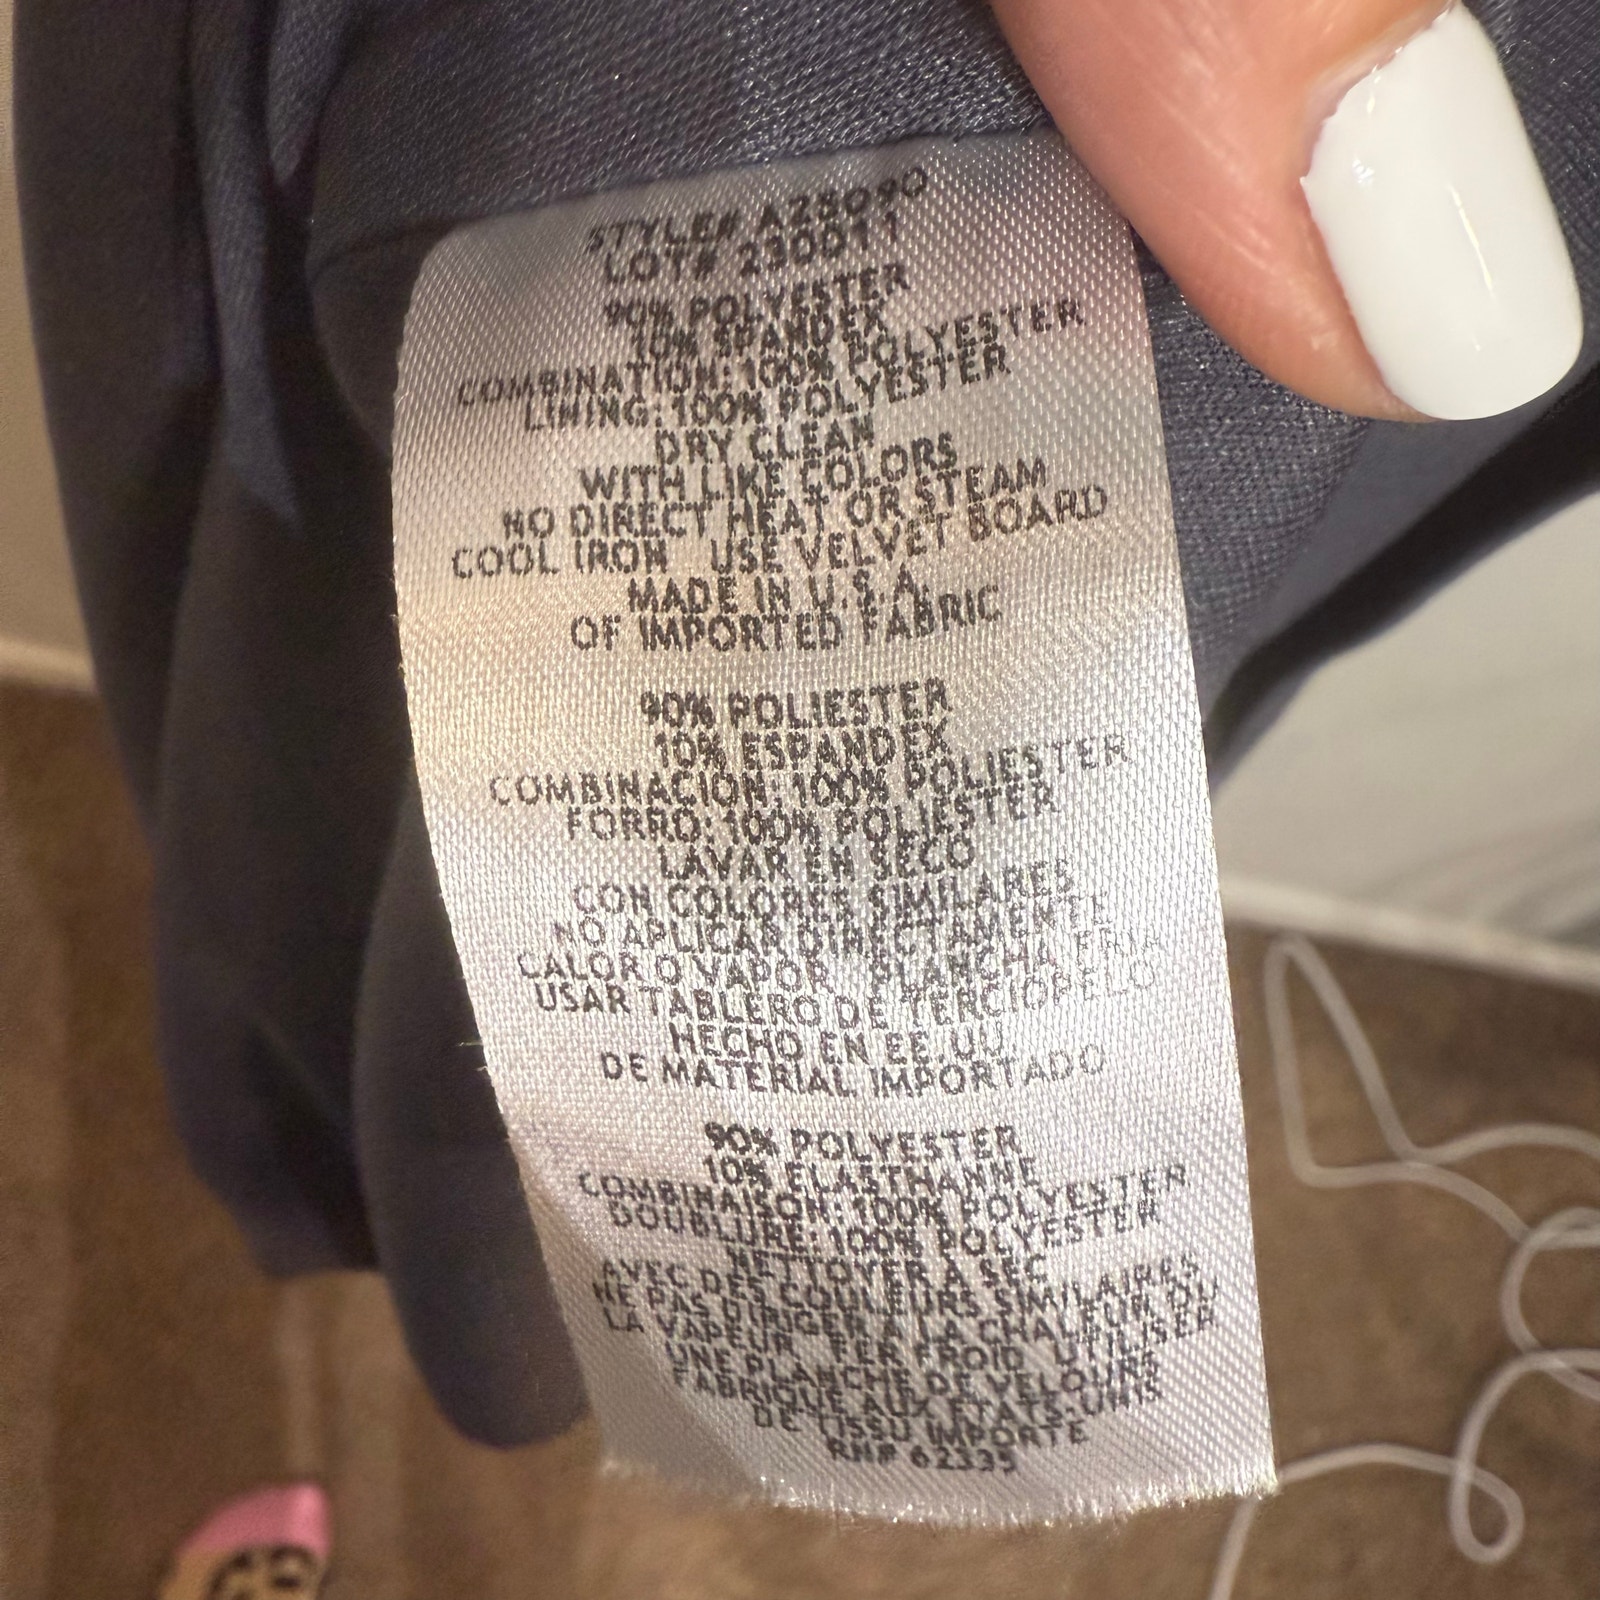 STYLE# A25090
LOT# 230011
90% POLYESTER
10% SPANDEX
COMBINATION: 100% POLYESTER
LINING: 100% POLYESTER
DRY CLEAN
WITH LIKE COLORS
NO DIRECT HEAT OR STEAM
COOL IRON USE VELVET BOARD
MADE IN U.S.A
OF IMPORTED FABRIC
90% POLIESTER
10% ESPANDEX
COMBINACION: 100% POLIESTER
FORRO: 100% POLIESTER
LAVAR EN SECO
CON COLORES SIMILARES
NO APLICAR DIRECTAMENTE
CALOR O VAPOR PLANCHA FRIA
USAR TABLERO DE TERCIOPELO
HECHO EN EE.UU
DE MATERIAL IMPORTADO
90% POLYESTER
10% ELASTHANNE
COMBINAISON: 100% POLYESTER
DOUBLURE: 100% POLYESTER
NETTOYER A SEC
AVEC DES COULEURS SIMILAIRES
NE PAS DIRIGER A LA CHALEUR OU
LA VAPEUR FER FROID UTILISER
UNE PLANCHE DE VELOURS
FABRIQUE AUX ETATS-UNIS
DE TISSU IMPORTE
RN# 62335